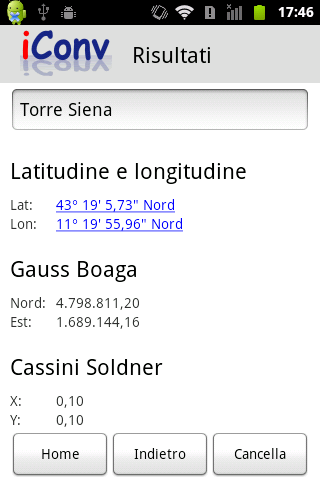 17:46
iConv Risultati
Torre Siena
Latitudine e longitudine
Lat: 43° 19' 5,73" Nord
Lon: 11° 19' 55,96" Nord
Gauss Boaga
Nord: 4.798.811,20
Est: 1.689.144,16
Cassini Soldner
X: 0,10
Y: 0,10
Home Indietro Cancella